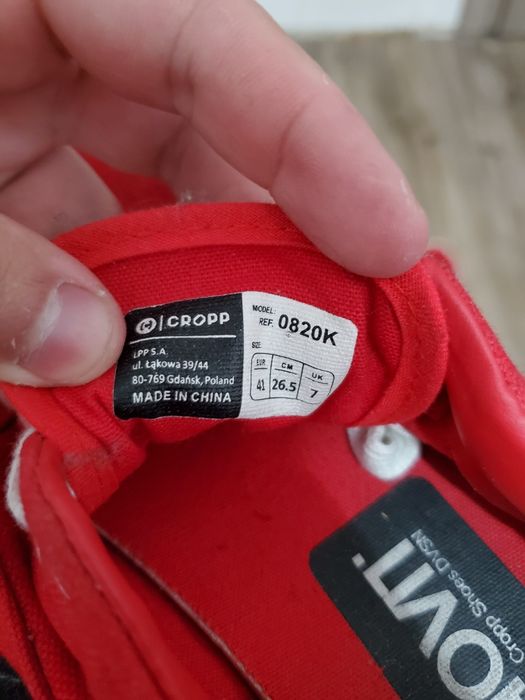 CROPP
LPP S.A.
ul. Łąkowa 39/44
80-769 Gdańsk, Poland
MADE IN CHINA
MODEL:
REF. 0820K
SIZE
EUR CM UK
41 26.5 7
Cropp Shoes DVSN